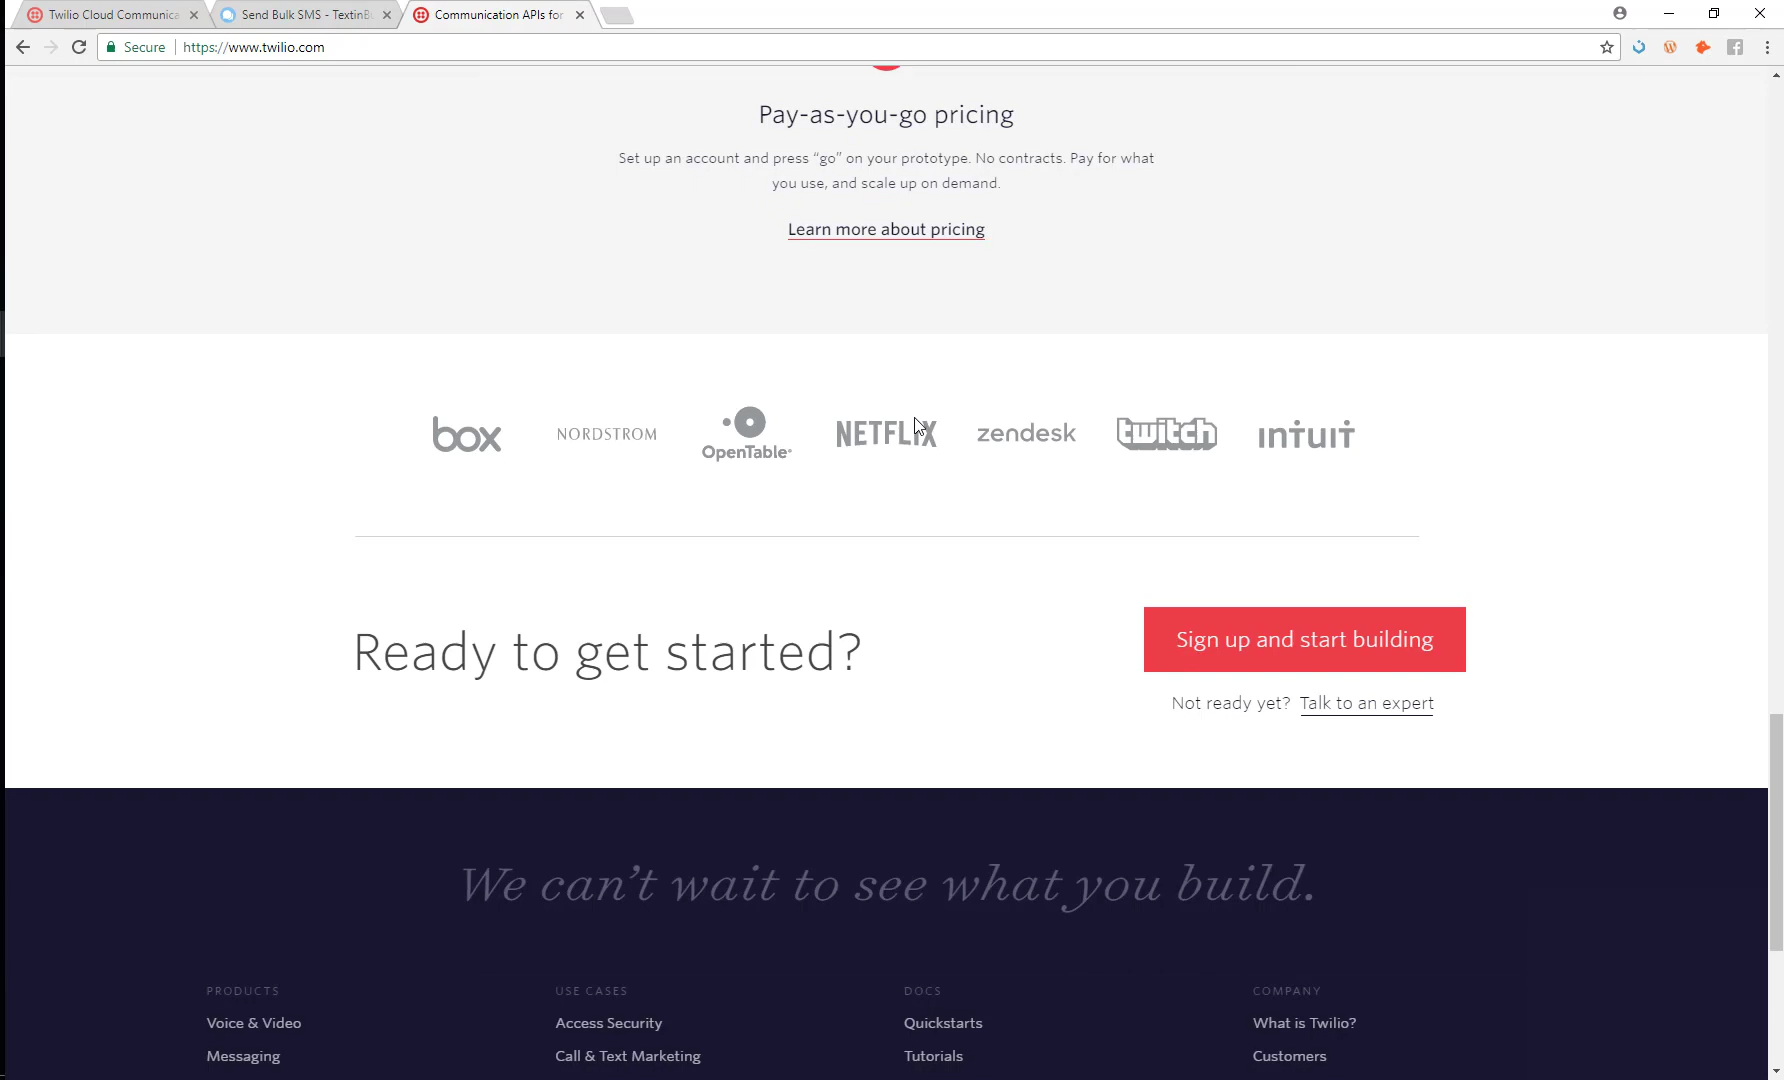 Twilio Cloud Communica
Send Bulk SMS - TextinBu
Communication APIs for
Secure
https://www.twilio.com
Pay-as-you-go pricing
Set up an account and press “go” on your prototype. No contracts. Pay for what
you use, and scale up on demand.
Learn more about pricing
box
NORDSTROM
OpenTable
NETFLIX
zendesk
twitch
intuit
Ready to get started?
Sign up and start building
Not ready yet? Talk to an expert
We can’t wait to see what you build.
PRODUCTS
USE CASES
DOCS
COMPANY
Voice & Video
Access Security
Quickstarts
What is Twilio?
Messaging
Call & Text Marketing
Tutorials
Customers